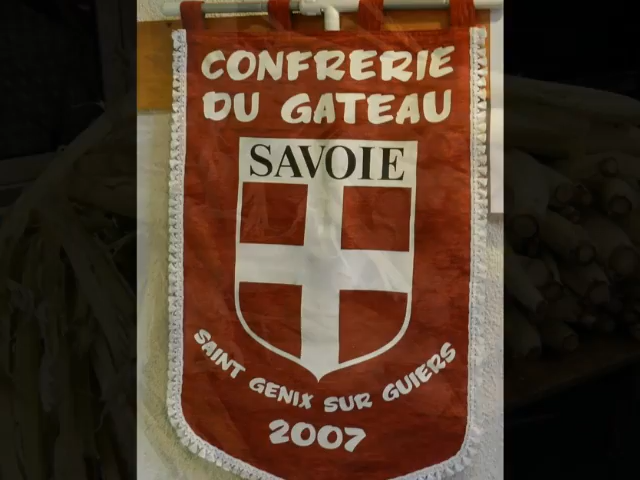 CONFRERIE
DU GATEAU
SAVOIE
SAINT GENIX SUR GUIERS
2007